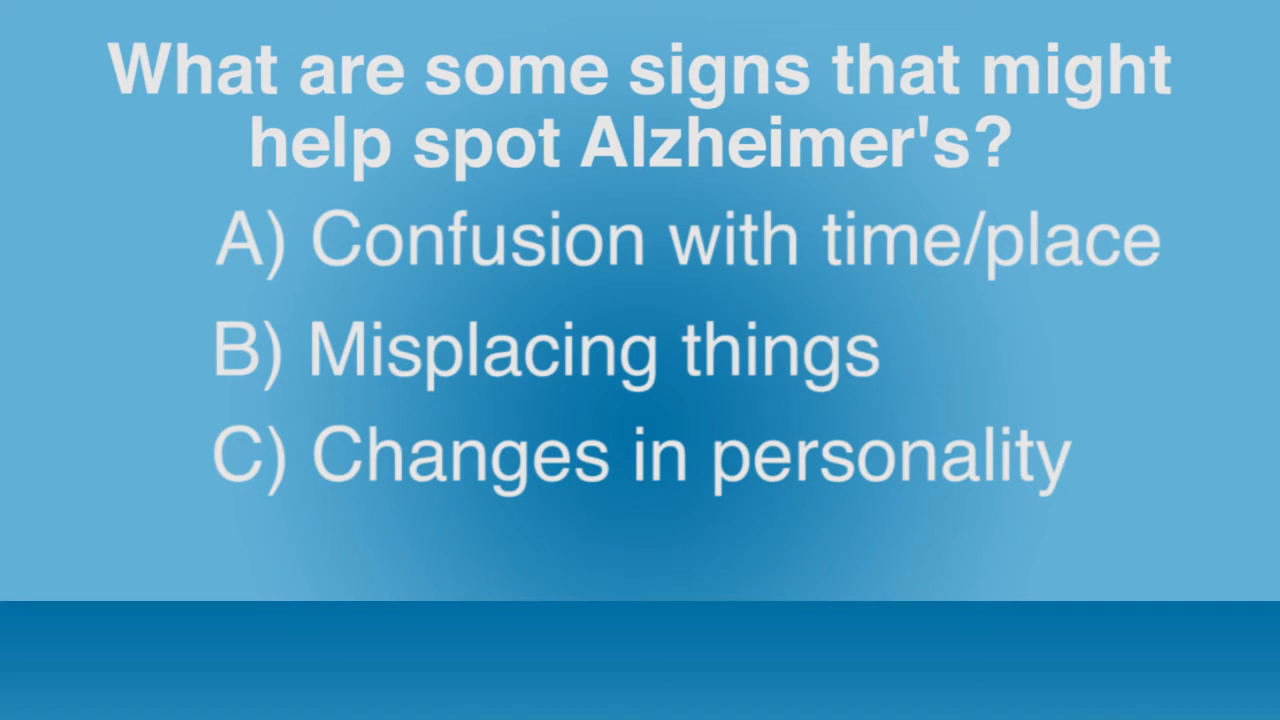 What are some signs that might
help spot Alzheimer's?
A) Confusion with time/place
B) Misplacing things
C) Changes in personality